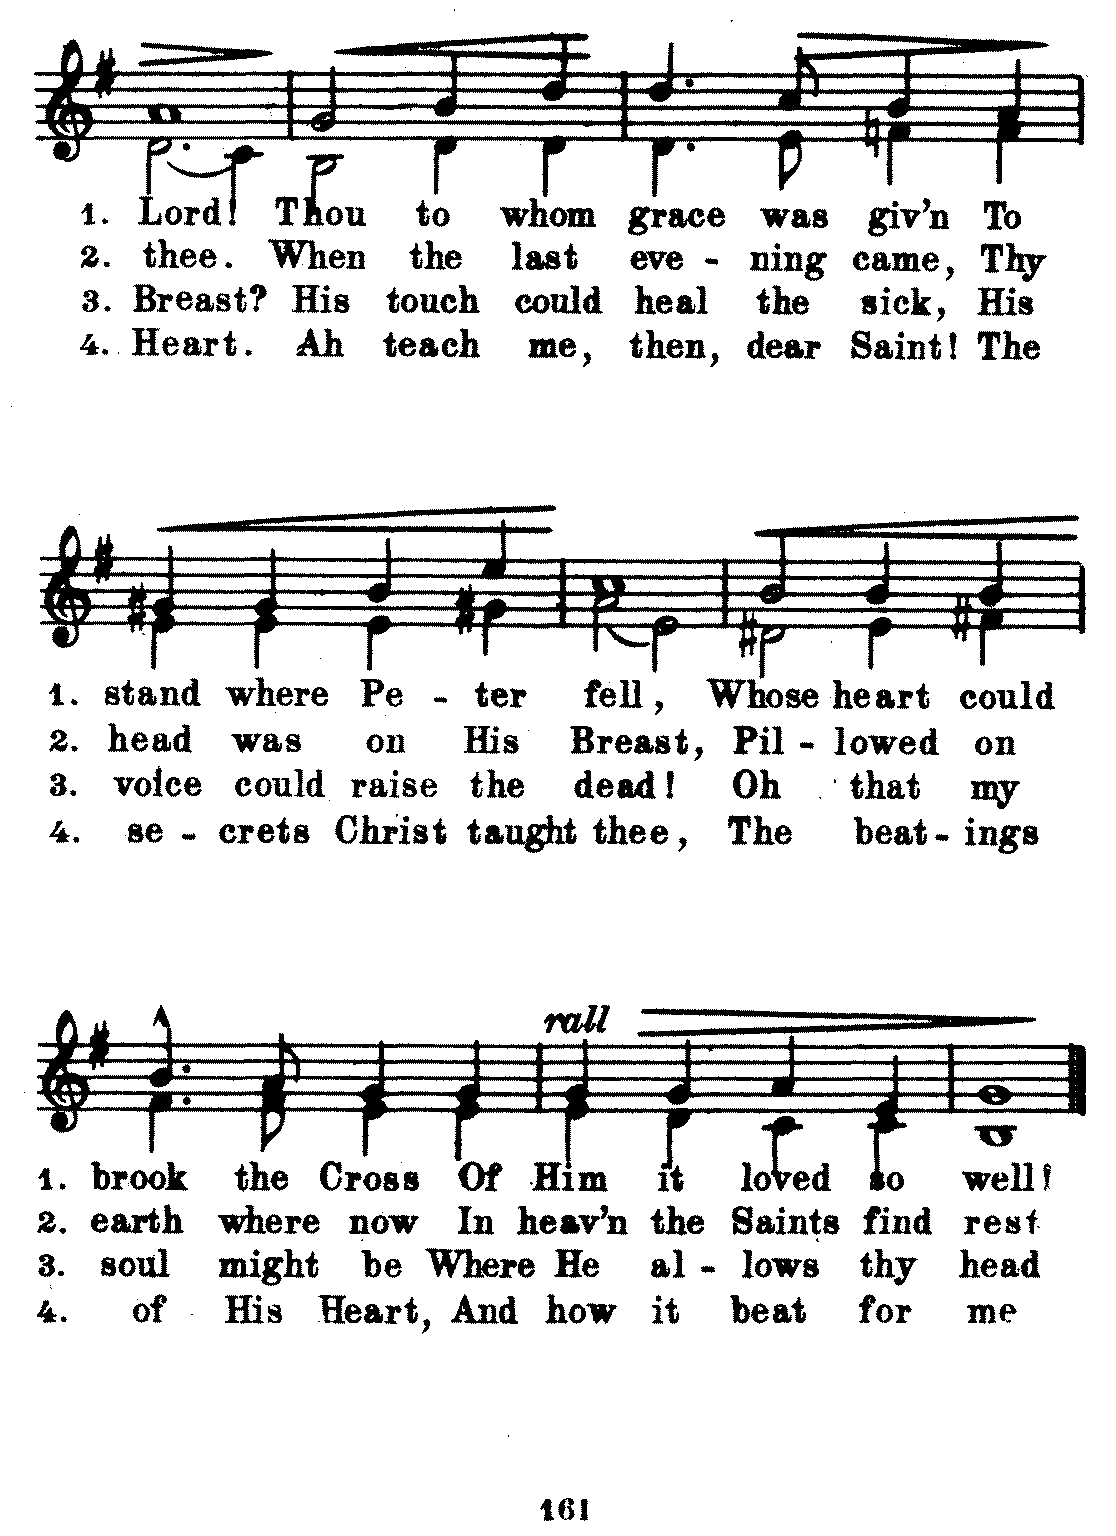 1. Lord! Thou to whom grace was giv'n To
2. thee. When the last eve - ning came, Thy
3. Breast? His touch could heal the sick, His
4. Heart. Ah teach me, then, dear Saint! The
1. stand where Pe - ter fell, Whose heart could
2. head was on His Breast, Pil - lowed on
3. voice could raise the dead! Oh that my
4. se - crets Christ taught thee, The beat - ings
rall
1. brook the Cross Of Him it loved so well!
2. earth where now In heav'n the Saints find rest
3. soul might be Where He al - lows thy head
4. of His Heart, And how it beat for me
161